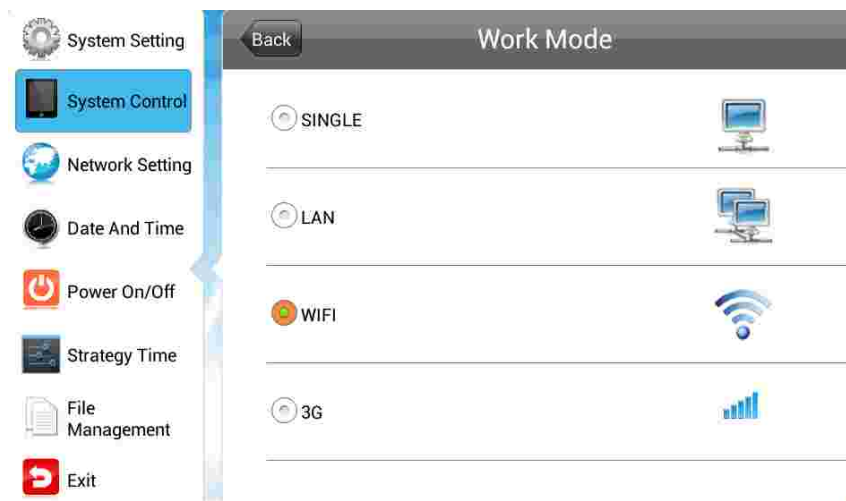 System Setting
System Control
Network Setting
Date And Time
Power On/Off
Strategy Time
File
Management
Exit
Back
Work Mode
SINGLE
LAN
WIFI
3G